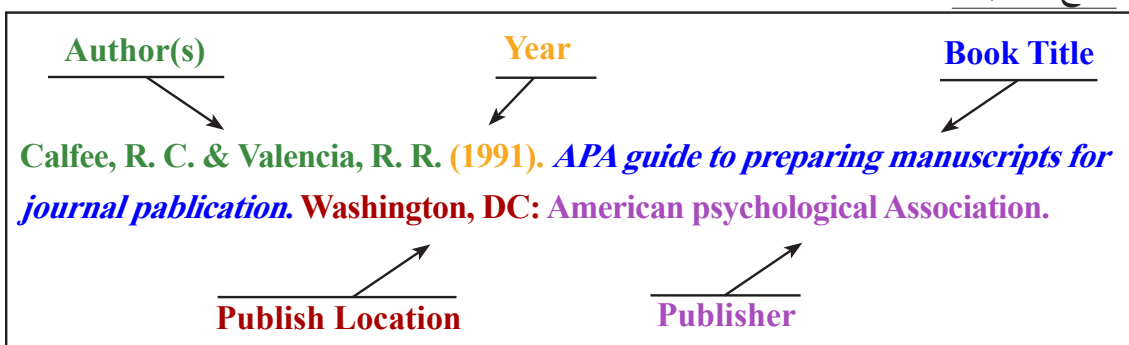 Author(s) Year Book Title
Calfee, R. C. & Valencia, R. R. (1991). APA guide to preparing manuscripts for
journal pablication. Washington, DC: American psychological Association.
Publish Location Publisher